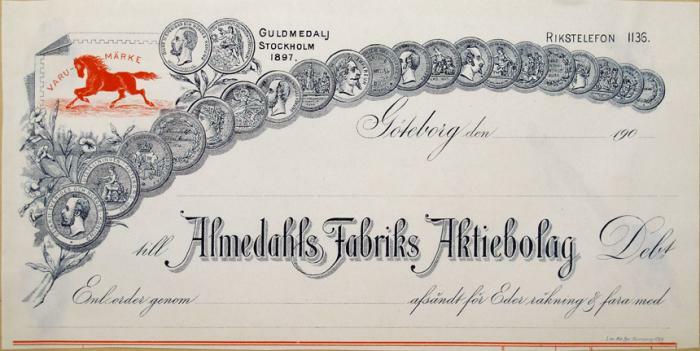 GULDMEDALJ
STOCKHOLM
1897.
RIKSTELEFON 1136.
VARU-MÄRKE
Göteborg den 190
till Almedahls Fabriks Aktiebolag Debt
Enl. order genom afsändt för Eder räkning & fara med